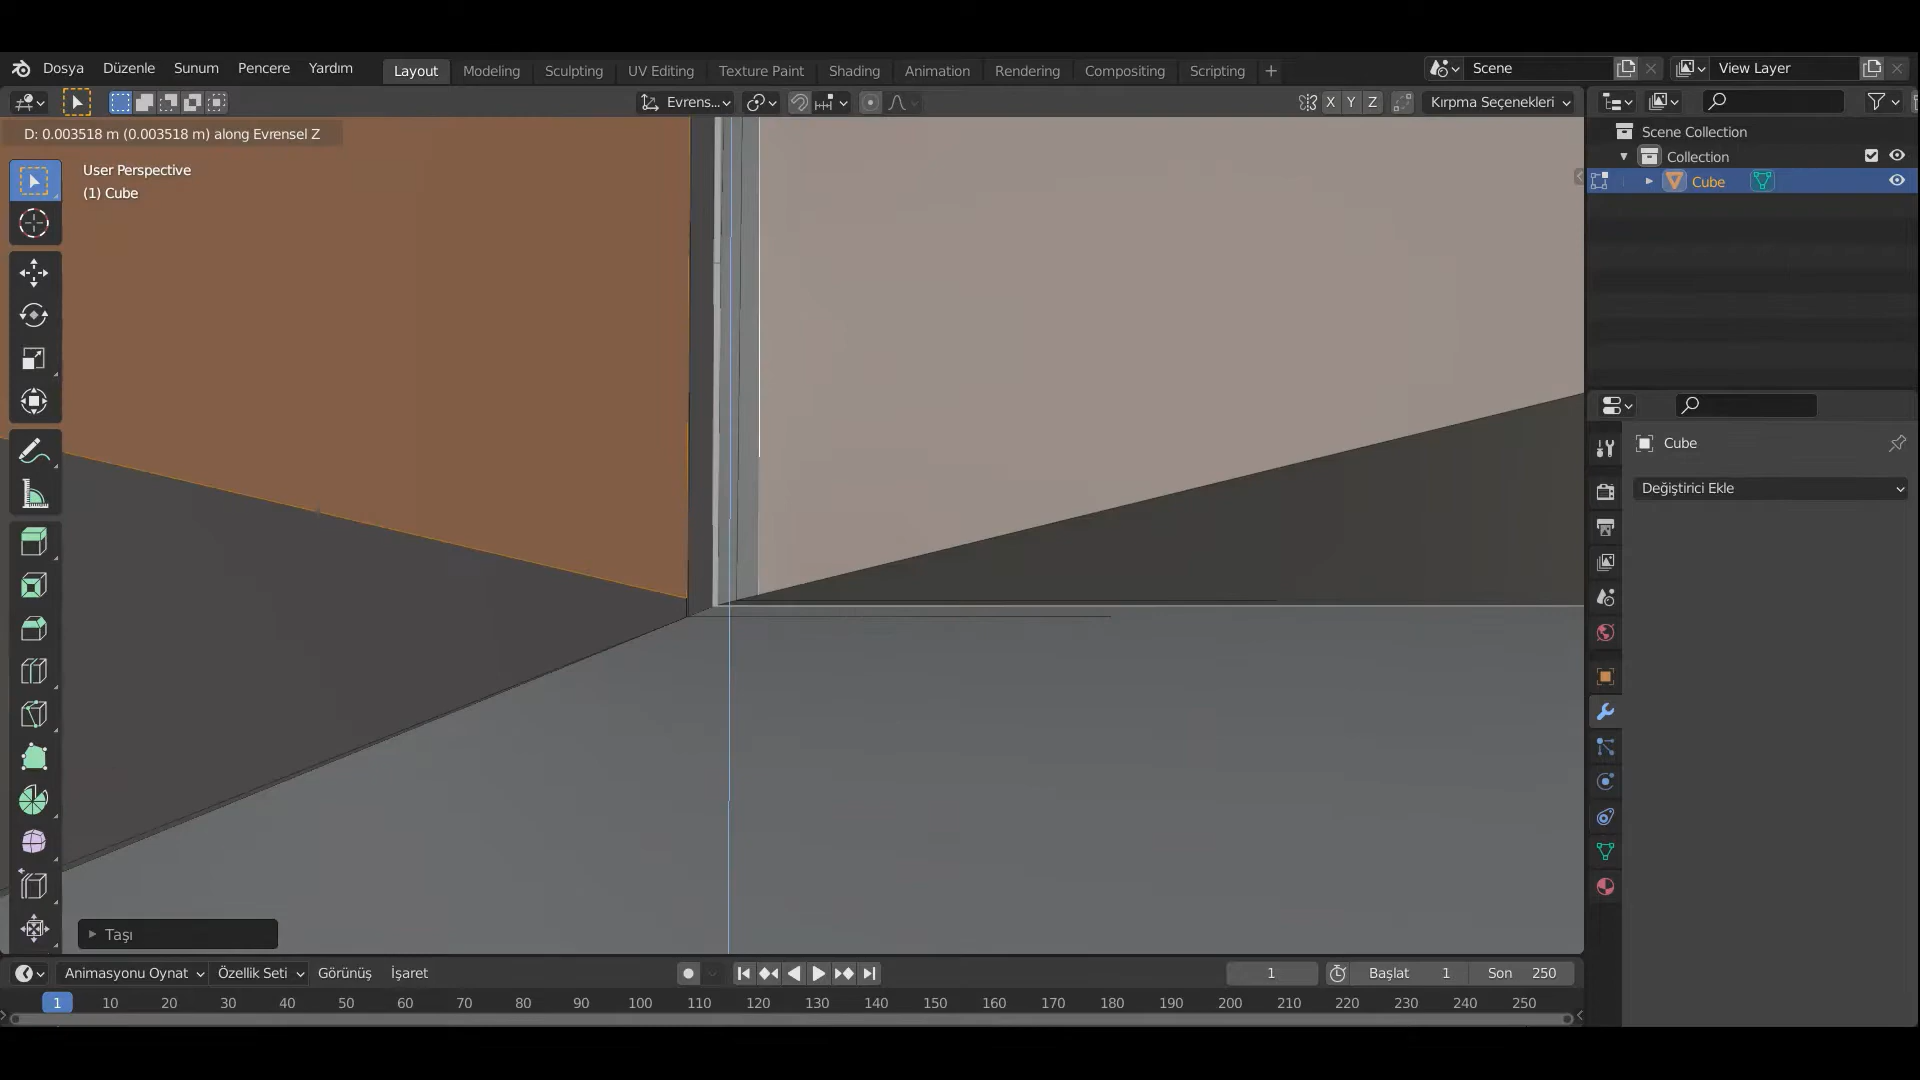 Dosya Düzenle Sunum Pencere Yardım Layout Modeling Sculpting UV Editing Texture Paint Shading Animation Rendering Compositing Scripting + Scene View Layer
Evrens... X Y Z Kırpma Seçenekleri
D: 0.003518 m (0.003518 m) along Evrensel Z
User Perspective
(1) Cube
Scene Collection
Collection
Cube
Cube
Değiştirici Ekle
Taşı
Animasyonu Oynat Özellik Seti Görünüş İşaret 1 Başlat 1 Son 250
1 10 20 30 40 50 60 70 80 90 100 110 120 130 140 150 160 170 180 190 200 210 220 230 240 250